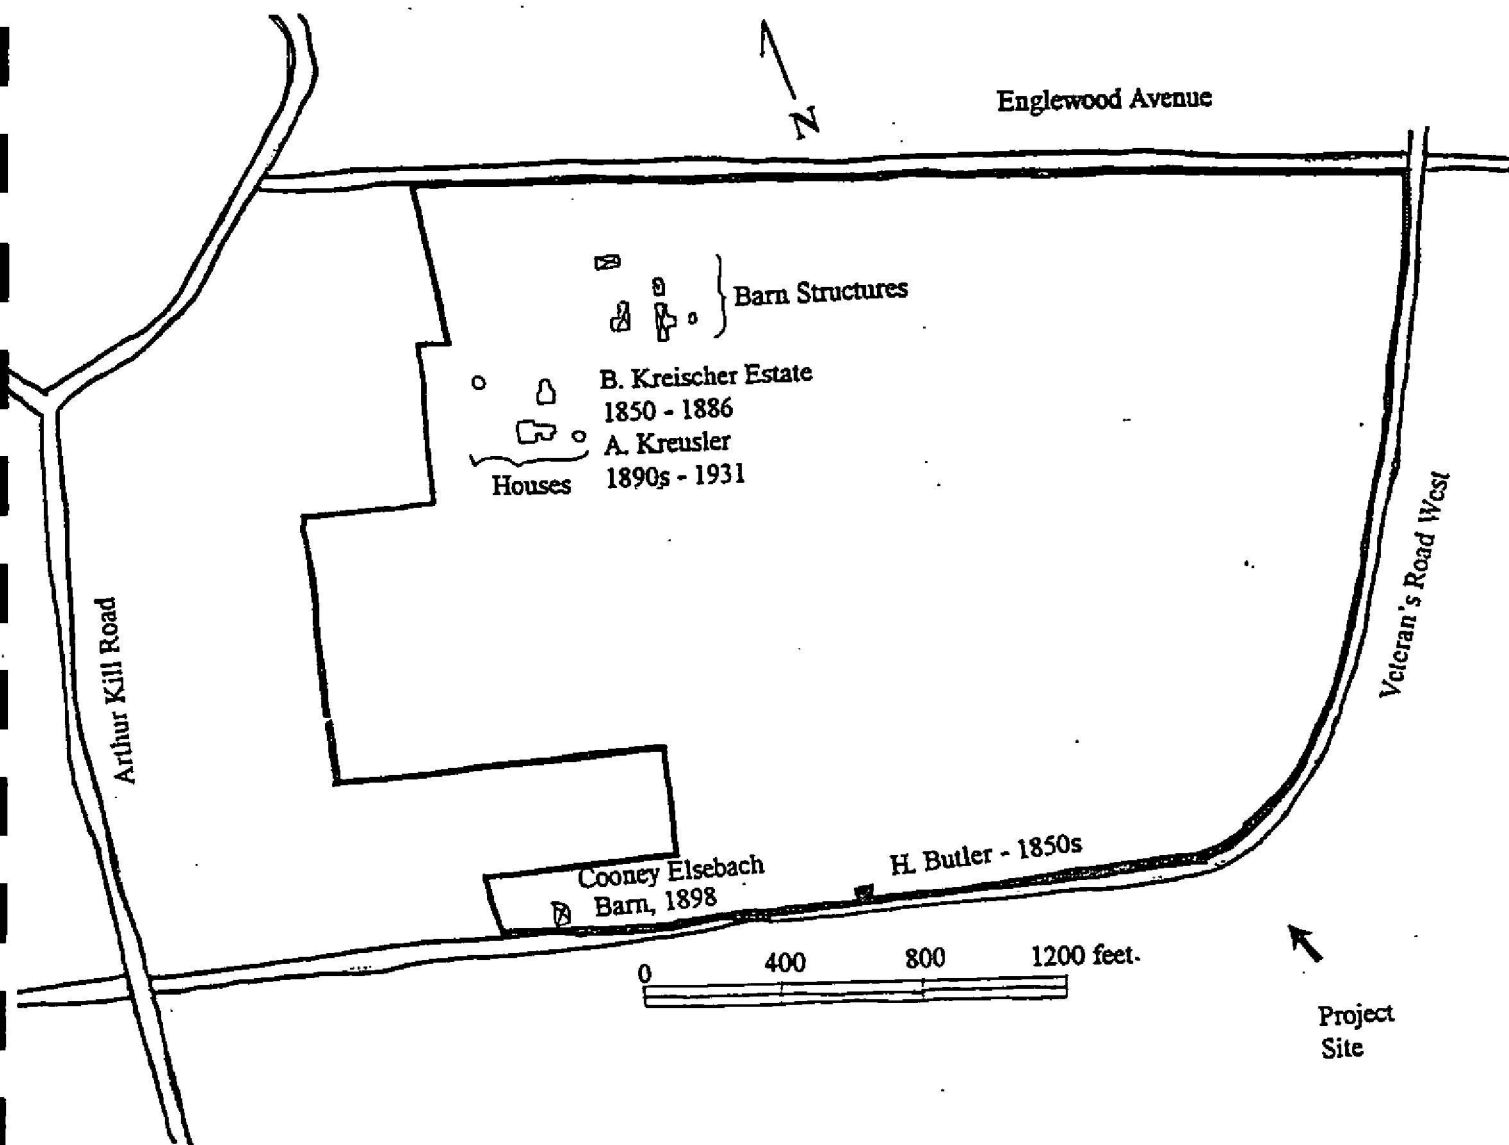 Englewood Avenue
N
Barn Structures
B. Kreischer Estate
1850 - 1886
A. Kreusler
1890s - 1931
Houses
Veteran's Road West
Arthur Kill Road
H. Butler - 1850s
Cooney Elsebach
Barn, 1898
0 400 800 1200 feet.
Project
Site